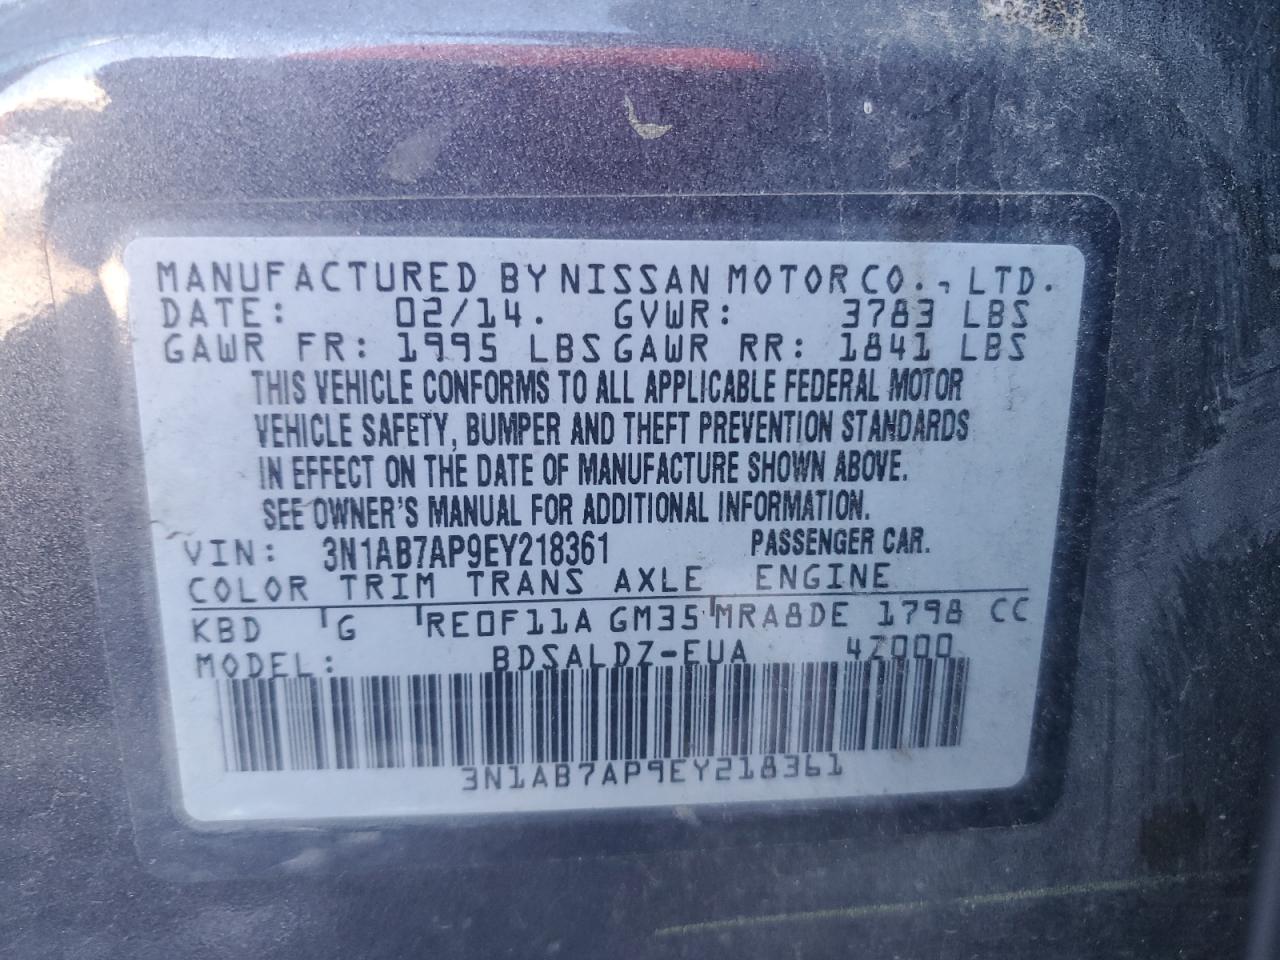 MANUFACTURED BY NISSAN MOTOR CO., LTD.
DATE: 02/14. GVWR: 3783 LBS
GAWR FR: 1995 LBS GAWR RR: 1841 LBS
THIS VEHICLE CONFORMS TO ALL APPLICABLE FEDERAL MOTOR
VEHICLE SAFETY, BUMPER AND THEFT PREVENTION STANDARDS
IN EFFECT ON THE DATE OF MANUFACTURE SHOWN ABOVE.
SEE OWNER'S MANUAL FOR ADDITIONAL INFORMATION.
VIN: 3N1AB7AP9EY218361 PASSENGER CAR.
COLOR TRIM TRANS AXLE ENGINE
KBD G RE0F11A GM35 MRA8DE 1798 CC
MODEL: BDSALDZ-EUA 4Z000
3N1AB7AP9EY218361